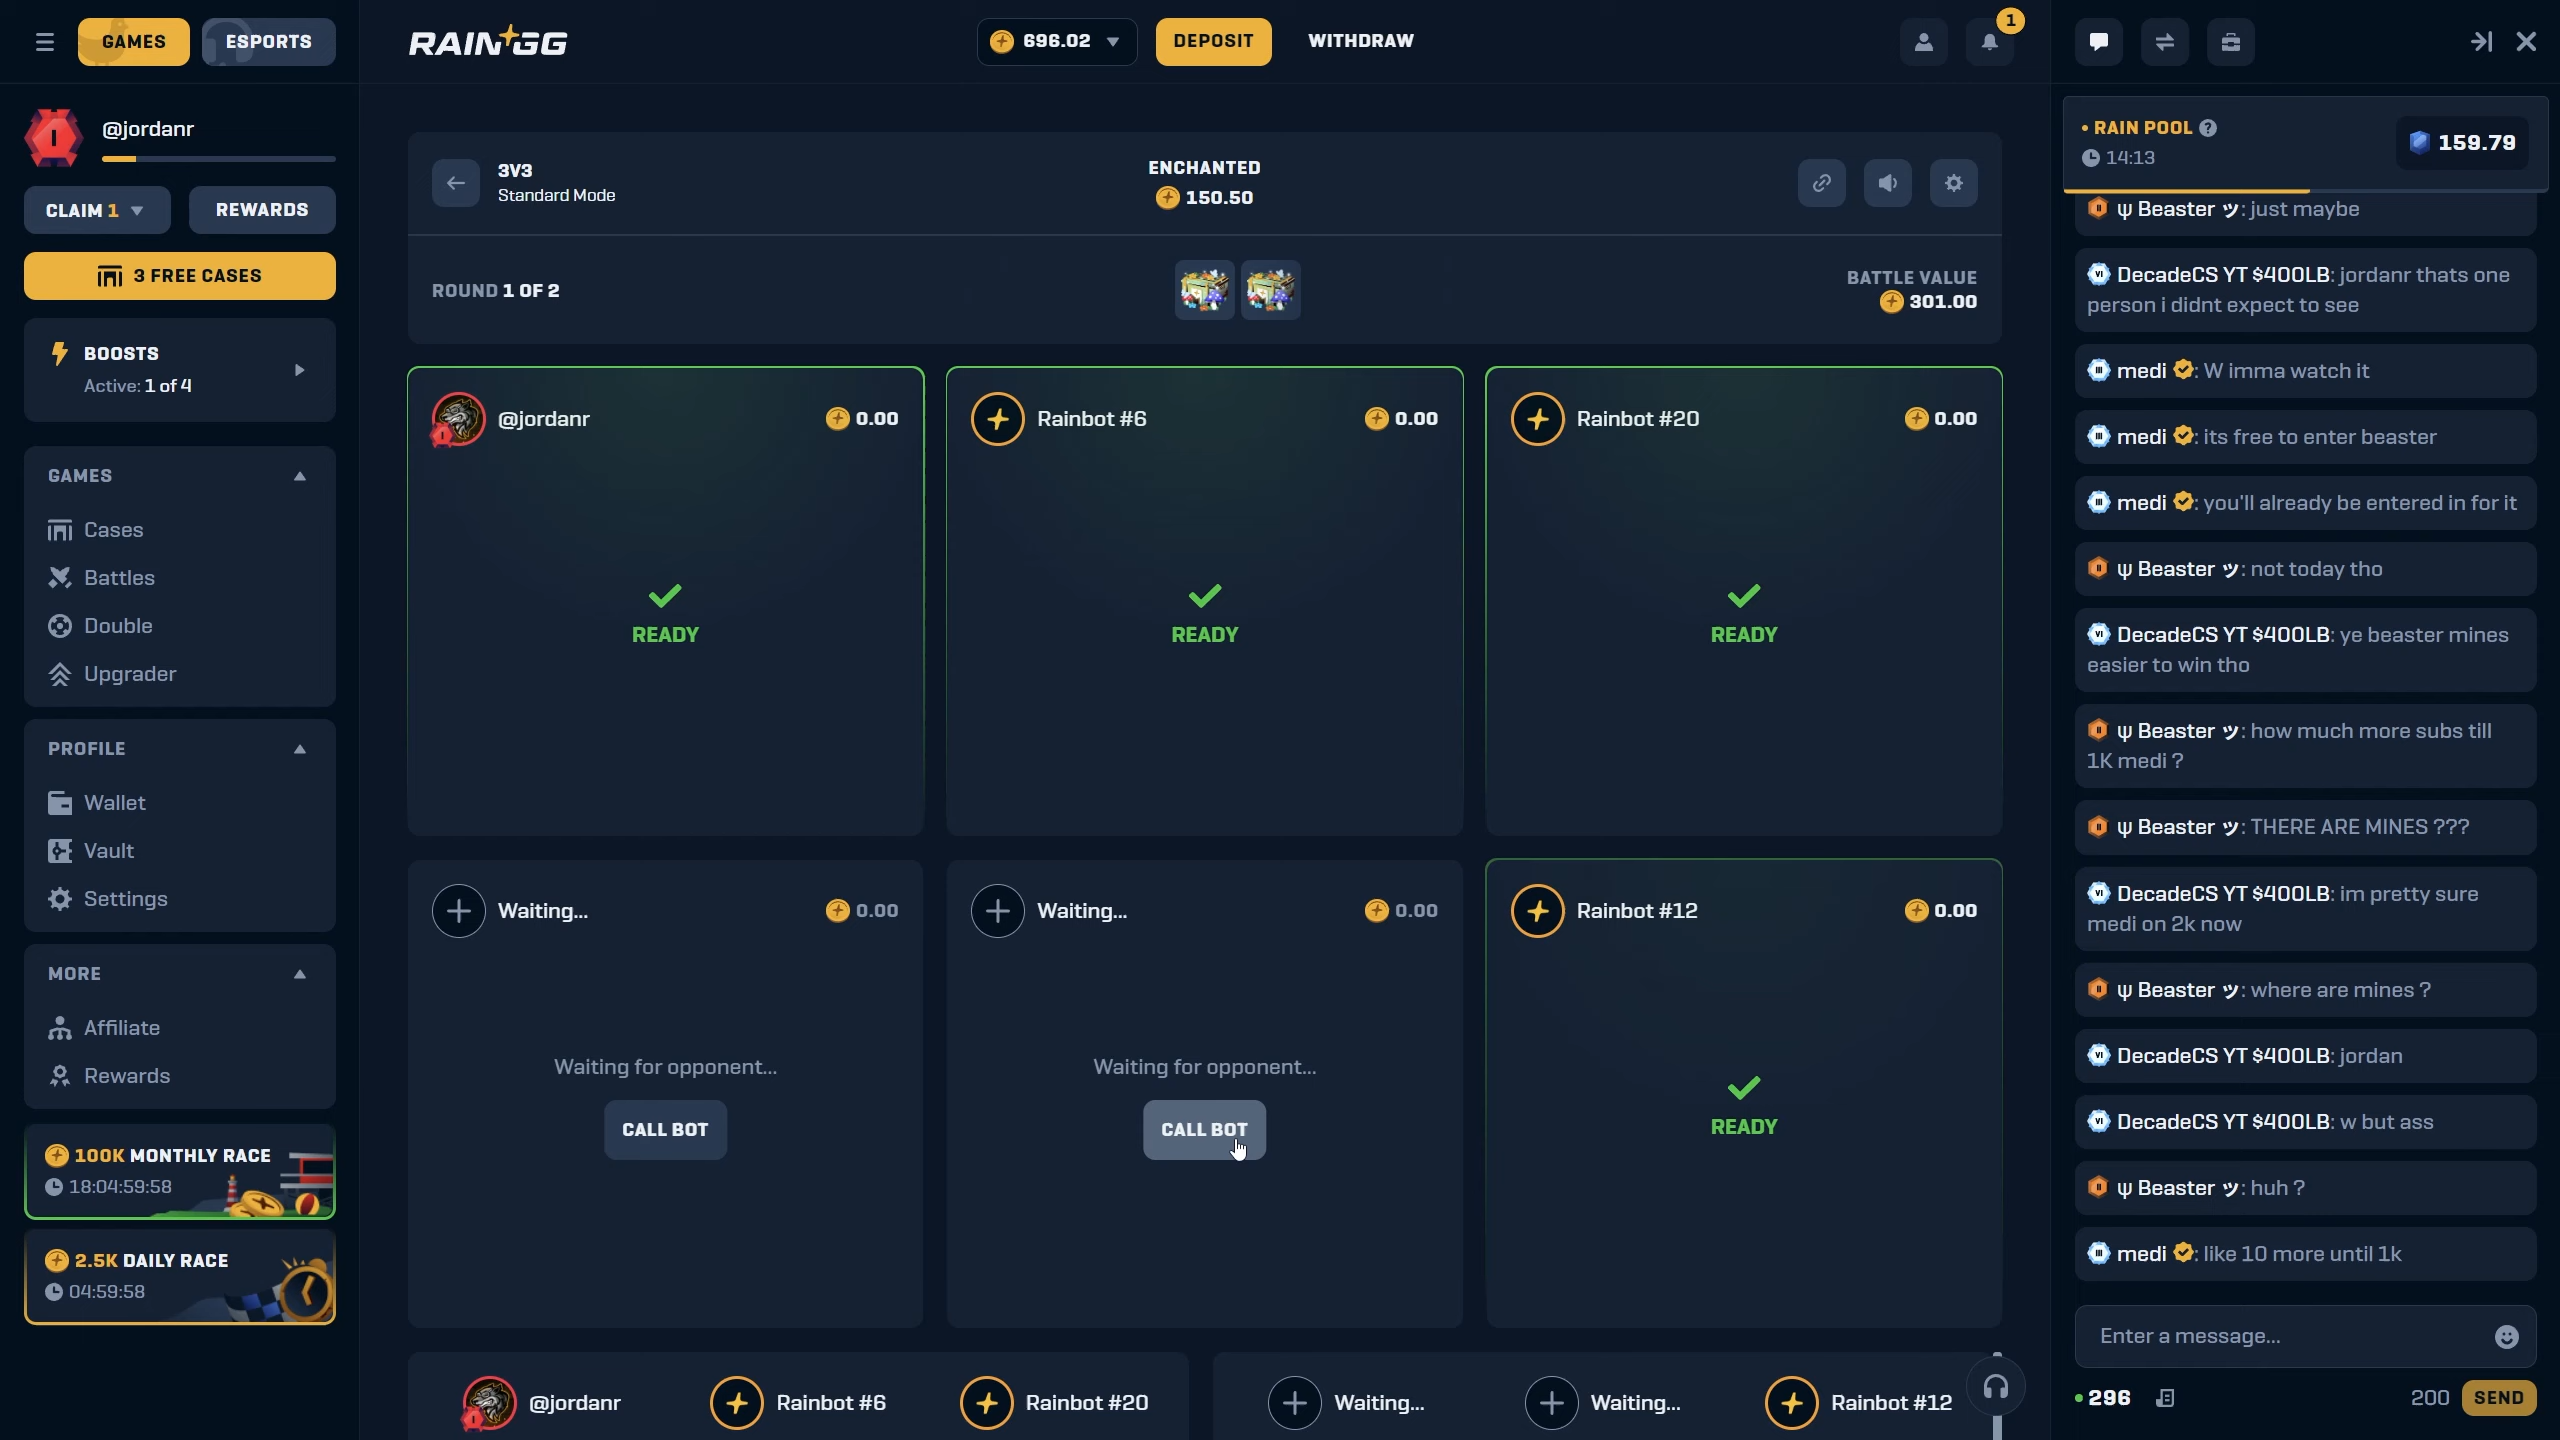 GAMES
ESPORTS
RAIN GG
696.02
DEPOSIT
WITHDRAW
1
@jordanr
CLAIM 1
REWARDS
3 FREE CASES
BOOSTS
Active: 1 of 4
GAMES
Cases
Battles
Double
Upgrader
PROFILE
Wallet
Vault
Settings
MORE
Affiliate
Rewards
100K MONTHLY RACE
18:04:59:58
2.5K DAILY RACE
04:59:58
3V3
Standard Mode
ENCHANTED
150.50
ROUND 1 OF 2
BATTLE VALUE
301.00
@jordanr
0.00
READY
Rainbot #6
0.00
READY
Rainbot #20
0.00
READY
Waiting...
0.00
Waiting for opponent...
CALL BOT
Waiting...
0.00
Waiting for opponent...
CALL BOT
Rainbot #12
0.00
READY
@jordanr
Rainbot #6
Rainbot #20
Waiting...
Waiting...
Rainbot #12
RAIN POOL ?
14:13
159.79
ψ Beaster ツ: just maybe
DecadeCS YT $400LB: jordanr thats one
person i didnt expect to see
medi : W imma watch it
medi : its free to enter beaster
medi : you'll already be entered in for it
ψ Beaster ツ: not today tho
DecadeCS YT $400LB: ye beaster mines
easier to win tho
ψ Beaster ツ: how much more subs till
1K medi ?
ψ Beaster ツ: THERE ARE MINES ???
DecadeCS YT $400LB: im pretty sure
medi on 2k now
ψ Beaster ツ: where are mines ?
DecadeCS YT $400LB: jordan
DecadeCS YT $400LB: w but ass
ψ Beaster ツ: huh ?
medi : like 10 more until 1k
Enter a message...
296
200
SEND